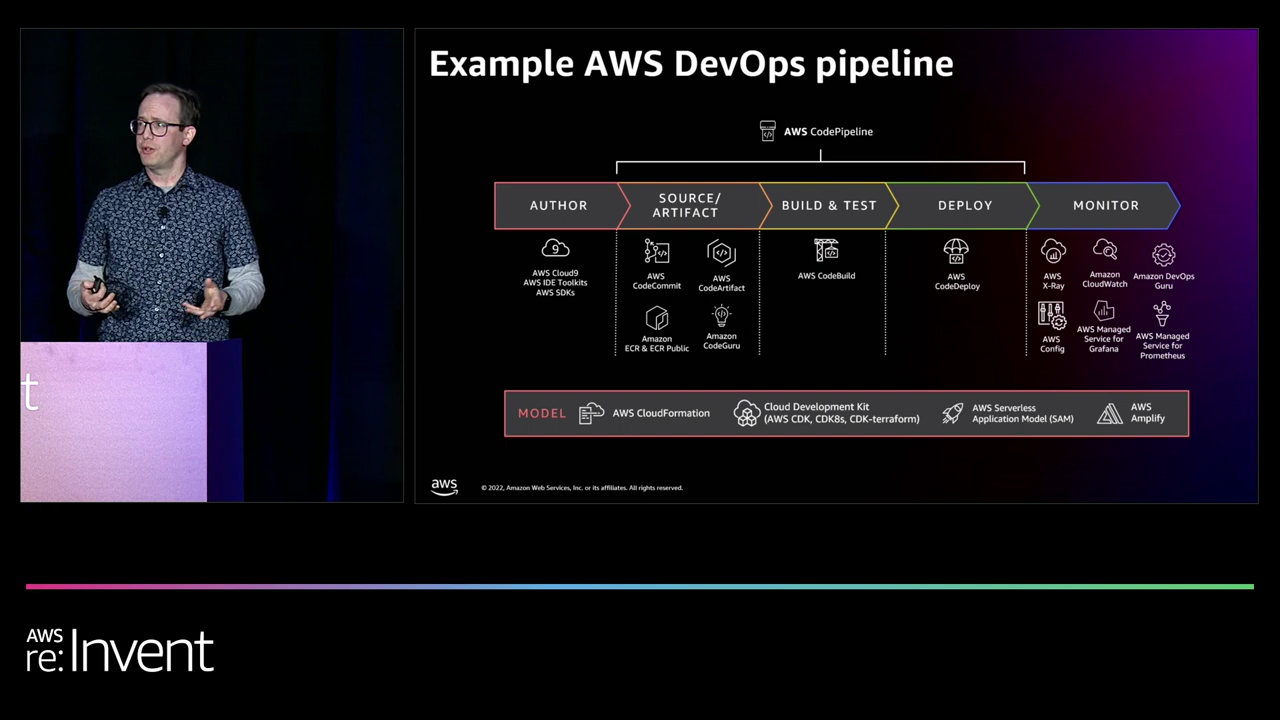 Example AWS DevOps pipeline
AWS CodePipeline
AUTHOR
SOURCE/
ARTIFACT
BUILD & TEST
DEPLOY
MONITOR
9
AWS Cloud9
AWS IDE Toolkits
AWS SDKs
AWS
CodeCommit
AWS
CodeArtifact
Amazon
ECR & ECR Public
Amazon
CodeGuru
AWS CodeBuild
AWS
CodeDeploy
AWS
X-Ray
Amazon
CloudWatch
Amazon DevOps
Guru
AWS
Config
AWS Managed
Service for
Grafana
AWS Managed
Service for
Prometheus
MODEL
AWS CloudFormation
Cloud Development Kit
(AWS CDK, CDK8s, CDK-terraform)
AWS Serverless
Application Model (SAM)
AWS
Amplify
aws
© 2022, Amazon Web Services, Inc. or its affiliates. All rights reserved.
t
AWS
re:Invent